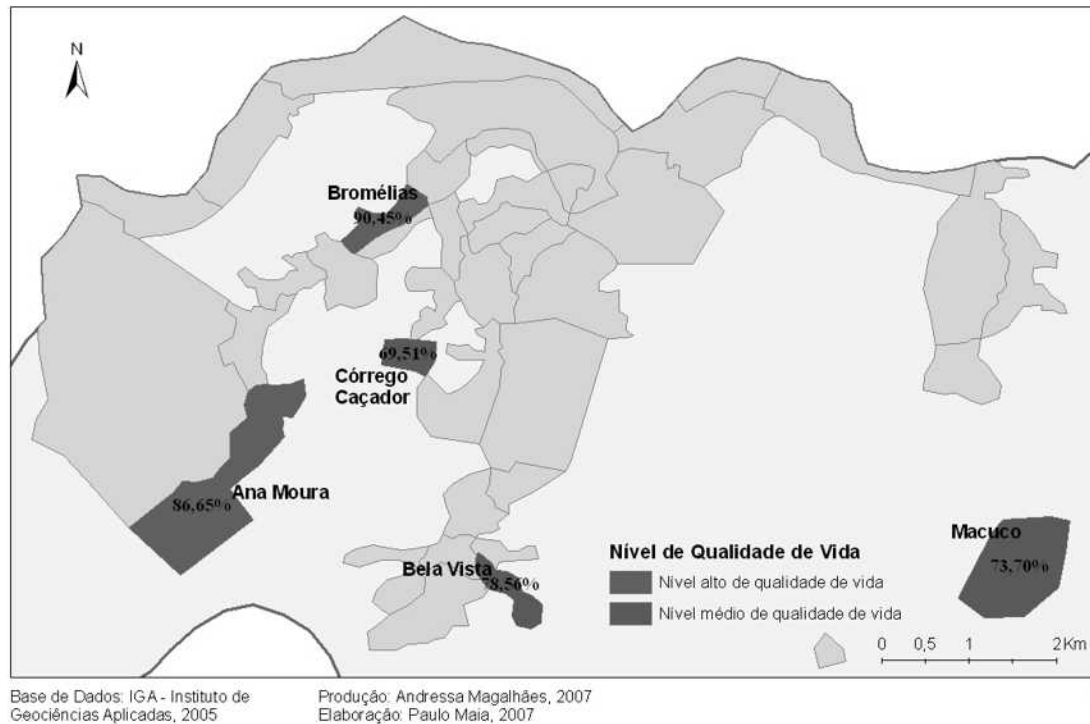 N
Bromélias
90,45%
69,51%
Córrego
Caçador
Ana Moura
86,65%
Bela Vista
78,56%
Macuco
73,70%
Nível de Qualidade de Vida
Nível alto de qualidade de vida
Nível médio de qualidade de vida
0 0,5 1 2Km
Base de Dados: IGA - Instituto de
Geociências Aplicadas, 2005
Produção: Andressa Magalhães, 2007
Elaboração: Paulo Maia, 2007